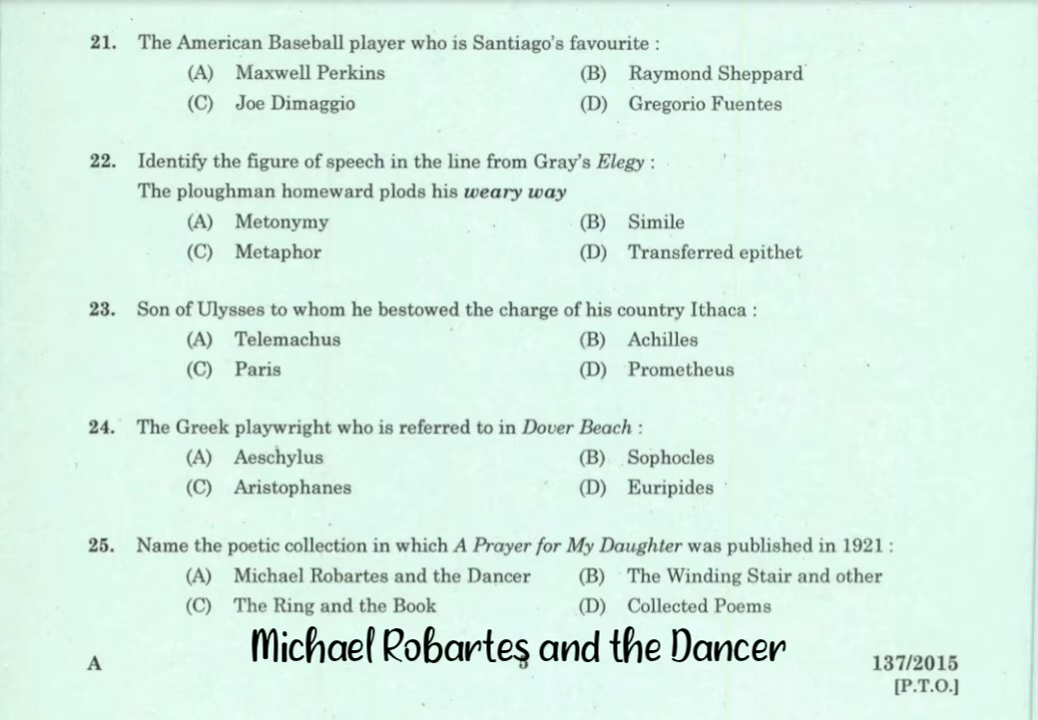 21. The American Baseball player who is Santiago's favourite :
(A) Maxwell Perkins (B) Raymond Sheppard
(C) Joe Dimaggio (D) Gregorio Fuentes
22. Identify the figure of speech in the line from Gray's Elegy :
The ploughman homeward plods his weary way
(A) Metonymy (B) Simile
(C) Metaphor (D) Transferred epithet
23. Son of Ulysses to whom he bestowed the charge of his country Ithaca :
(A) Telemachus (B) Achilles
(C) Paris (D) Prometheus
24. The Greek playwright who is referred to in Dover Beach :
(A) Aeschylus (B) Sophocles
(C) Aristophanes (D) Euripides
25. Name the poetic collection in which A Prayer for My Daughter was published in 1921 :
(A) Michael Robartes and the Dancer (B) The Winding Stair and other
(C) The Ring and the Book (D) Collected Poems
Michael Robartes and the Dancer
A 137/2015
[P.T.O.]